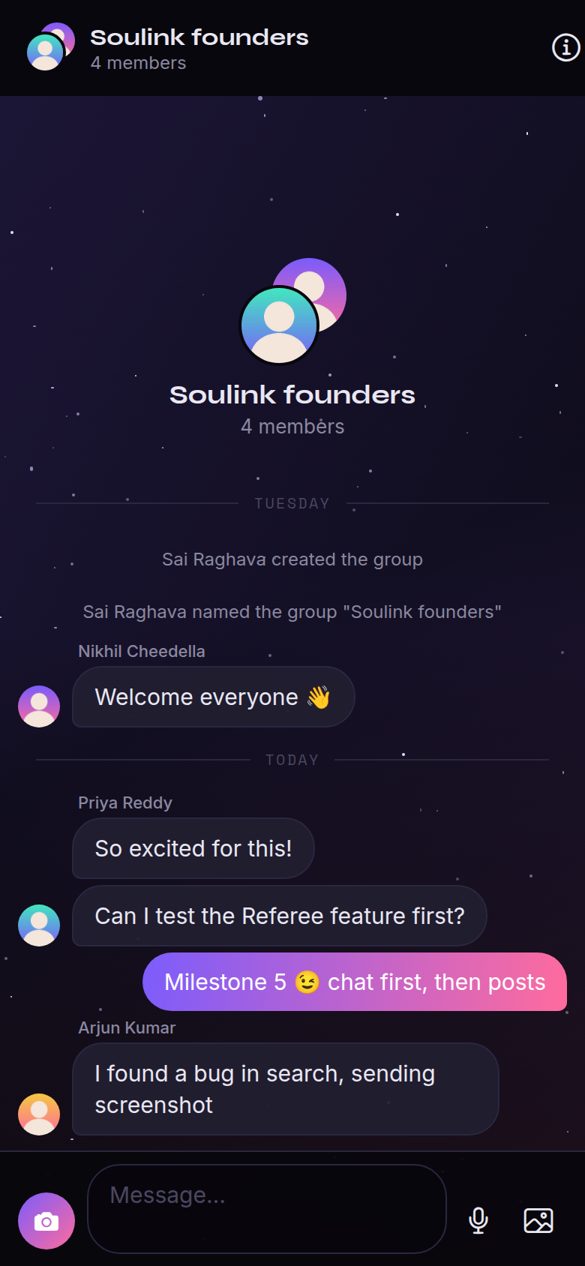 Soulink founders
4 members
Soulink founders
4 members
TUESDAY
Sai Raghava created the group
Sai Raghava named the group "Soulink founders"
Nikhil Cheedella
Welcome everyone 👋
TODAY
Priya Reddy
So excited for this!
Can I test the Referee feature first?
Milestone 5 😉 chat first, then posts
Arjun Kumar
I found a bug in search, sending
screenshot
Message...